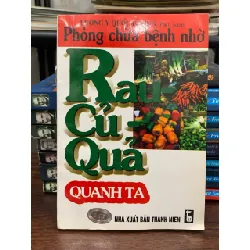 Phòng chữa bệnh nhờ
Rau
Củ
Quả
QUANH TA
NHÀ XUẤT BẢN THANH NIÊN